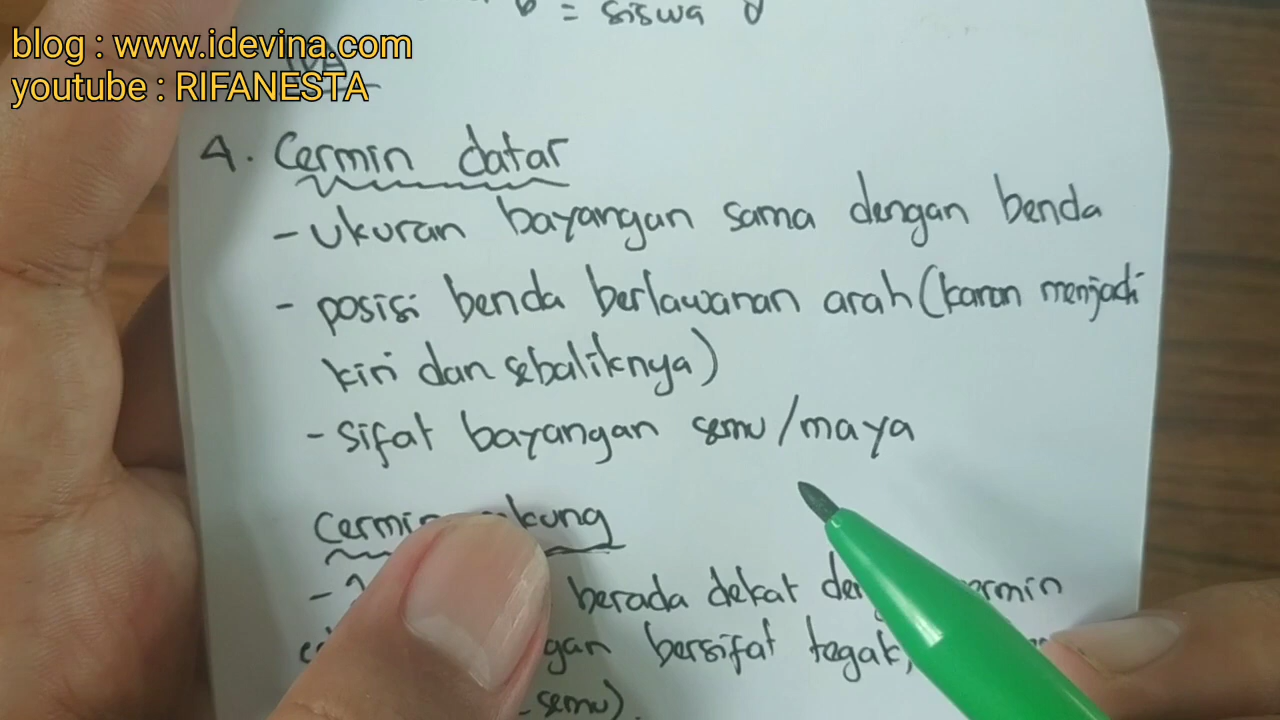 = siswa
blog : www.idevina.com
youtube : RIFANESTA
4. Cermin datar
- Ukuran bayangan sama dengan benda
- posisi benda berlawanan arah (kanan menjadi
kiri dan sebaliknya)
- sifat bayangan semu/maya
Cermin
berada dekat
bersifat tegak,
semu)